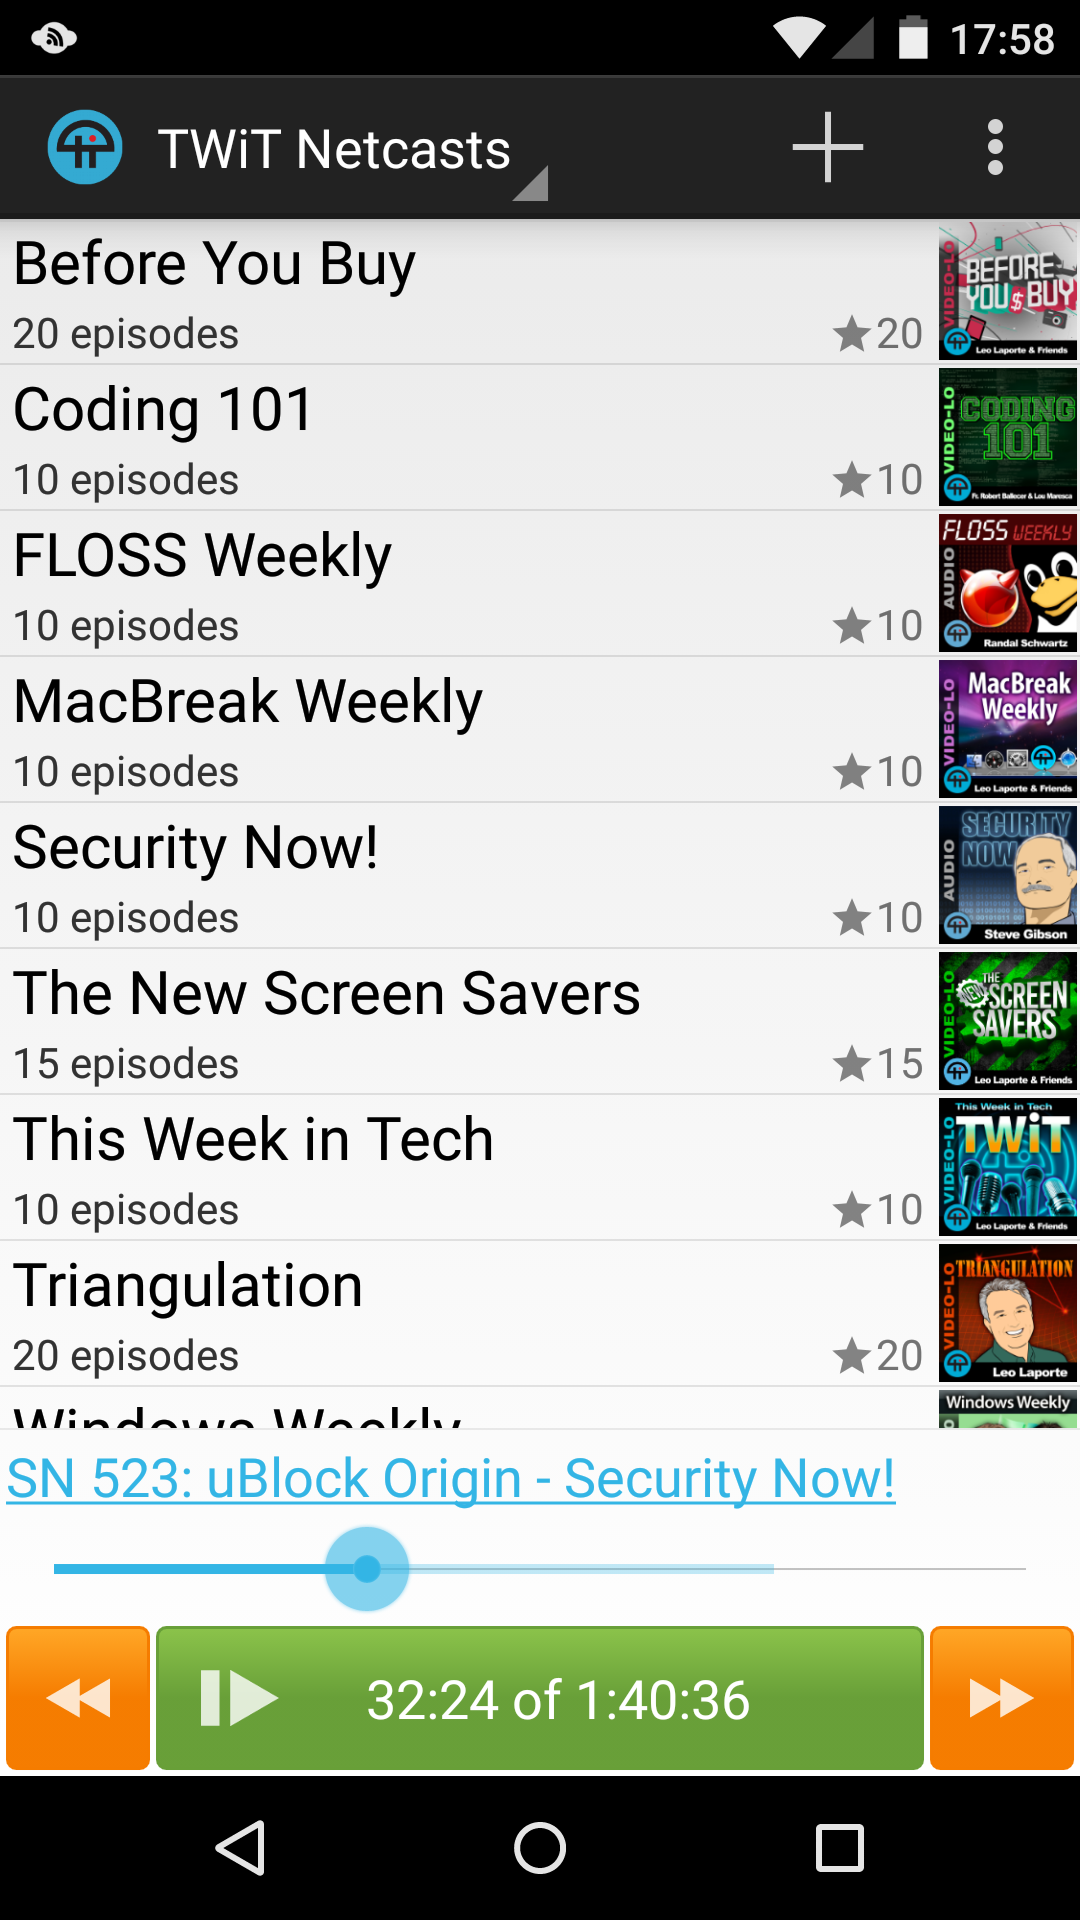 17:58
TWiT Netcasts
Before You Buy
20 episodes
20
VIDEO-LO
BEFORE
YOU $ BUY
Leo Laporte & Friends
Coding 101
10 episodes
10
VIDEO-LO
CODING
101
Fr. Robert Ballecer & Lou Maresca
FLOSS Weekly
10 episodes
10
FLOSS WEEKLY
AUDIO
Randal Schwartz
MacBreak Weekly
10 episodes
10
VIDEO-LO
MacBreak
Weekly
Leo Laporte & Friends
Security Now!
10 episodes
10
SECURITY
NOW
AUDIO
Steve Gibson
The New Screen Savers
15 episodes
15
VIDEO-LO
THE
NEW SCREEN
SAVERS
Leo Laporte & Friends
This Week in Tech
10 episodes
10
This Week in Tech
VIDEO-LO
TWiT
Leo Laporte & Friends
Triangulation
20 episodes
20
TRIANGULATION
VIDEO-LO
Leo Laporte
Windows Weekly
Windows Weekly
SN 523: uBlock Origin - Security Now!
32:24 of 1:40:36